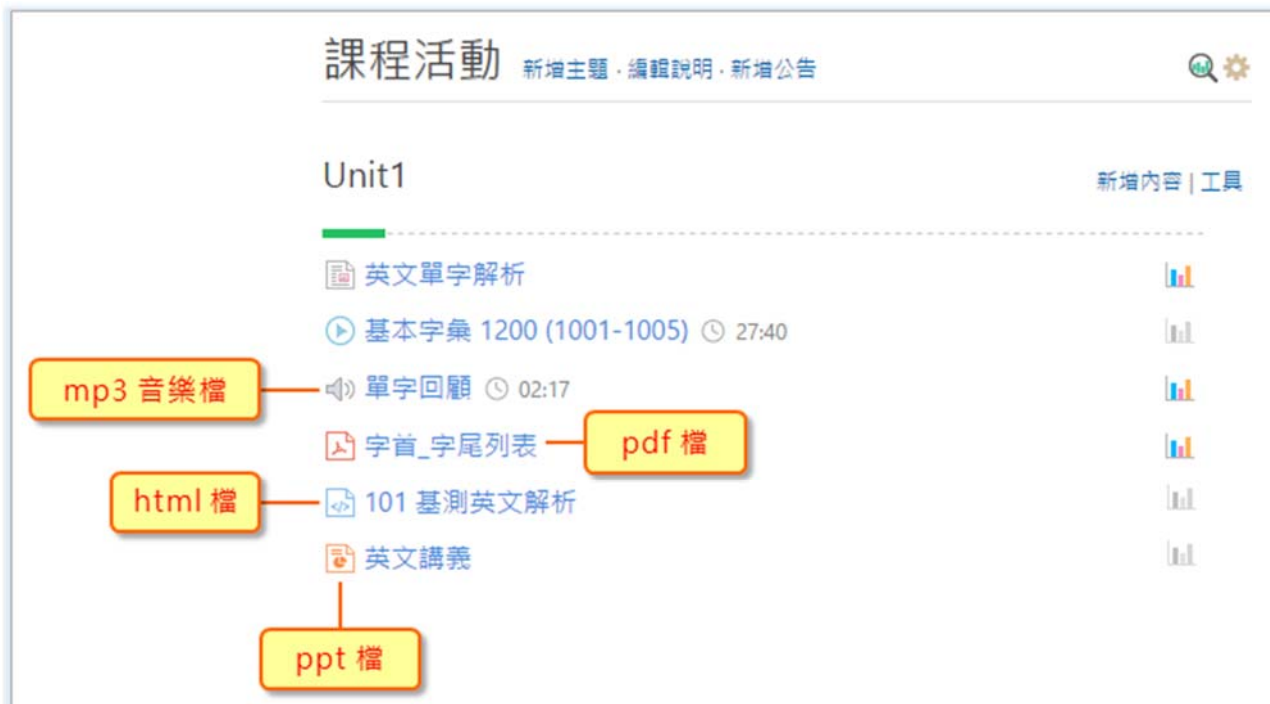 課程活動 新增主題 · 編輯說明 · 新增公告
Unit1
新增內容 | 工具
英文單字解析
基本字彙 1200 (1001-1005) 27:40
mp3 音樂檔
單字回顧 02:17
字首_字尾列表
pdf 檔
html 檔
101 基測英文解析
英文講義
ppt 檔